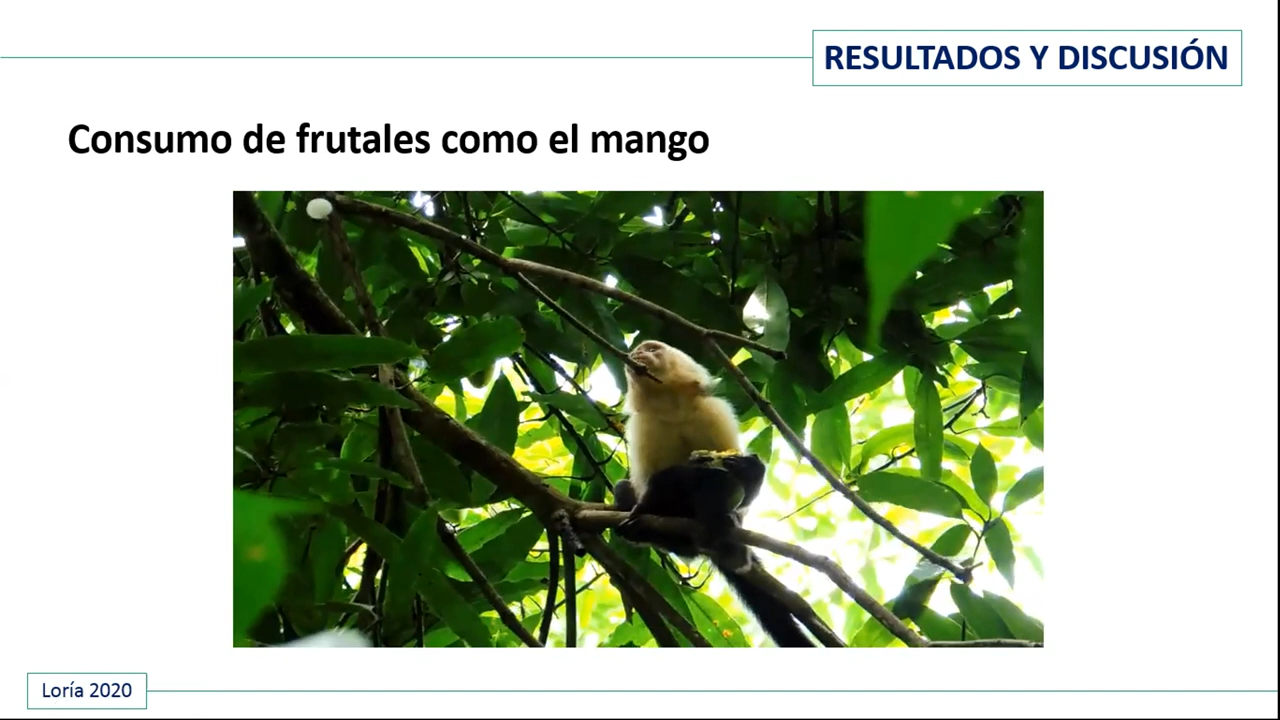 RESULTADOS Y DISCUSIÓN
Consumo de frutales como el mango
Loría 2020